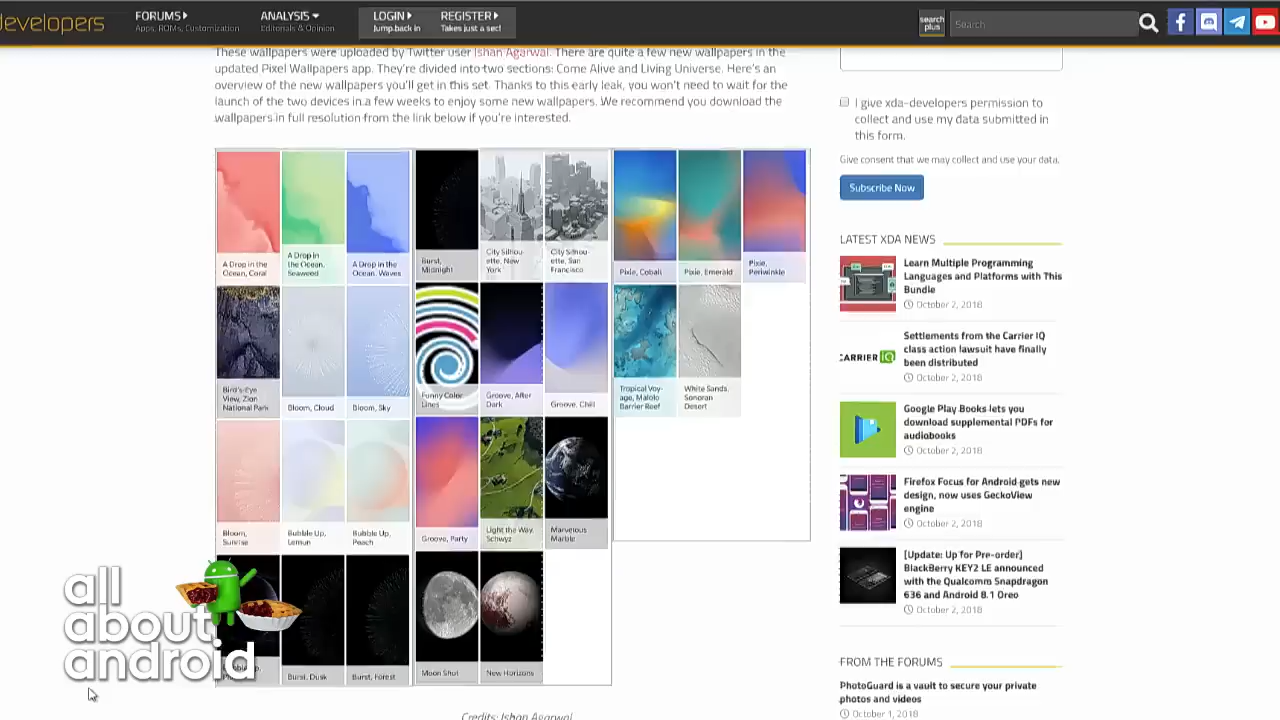 developers
FORUMS
Apps, ROMs, Customization
ANALYSIS
Editorials & Opinion
LOGIN
Jump back in
REGISTER
Takes just a sec!
search
plus
Search
These wallpapers were uploaded by Twitter user Ishan Agarwal. There are quite a few new wallpapers in the
updated Pixel Wallpapers app. They're divided into two sections: Come Alive and Living Universe. Here's an
overview of the new wallpapers you'll get in this set. Thanks to this early leak, you won't need to wait for the
launch of the two devices in a few weeks to enjoy some new wallpapers. We recommend you download the
wallpapers in full resolution from the link below if you're interested.
A Drop in the
Ocean, Coral
A Drop in
the Ocean,
Seaweed
A Drop in the
Ocean, Waves
Burst,
Midnight
City Silhou-
ette, New
York
City Silhou-
ette, San
Francisco
Pixie, Cobalt
Pixie, Emerald
Pixie,
Periwinkle
Bird's-Eye
View, Zion
National Park
Bloom, Cloud
Bloom, Sky
Funny Color
Lines
Groove, After
Dark
Groove, Chill
Tropical Voy-
age, Malolo
Barrier Reef
White Sands,
Sonoran
Desert
Bloom,
Sunrise
Bubble Up,
Lemon
Bubble Up,
Peach
Groove, Party
Light the Way,
Schwyz
Marvelous
Marble
Burst, Dusk
Burst, Forest
Moon Shot
New Horizons
Credits: Ishan Agarwal
all
about
android
I give xda-developers permission to
collect and use my data submitted in
this form.
Give consent that we may collect and use your data.
Subscribe Now
LATEST XDA NEWS
Learn Multiple Programming
Languages and Platforms with This
Bundle
October 2, 2018
CARRIER IQ
Settlements from the Carrier IQ
class action lawsuit have finally
been distributed
October 2, 2018
Google Play Books lets you
download supplemental PDFs for
audiobooks
October 2, 2018
Firefox Focus for Android gets new
design, now uses GeckoView
engine
October 2, 2018
[Update: Up for Pre-order]
BlackBerry KEY2 LE announced
with the Qualcomm Snapdragon
636 and Android 8.1 Oreo
October 2, 2018
FROM THE FORUMS
PhotoGuard is a vault to secure your private
photos and videos
October 1, 2018